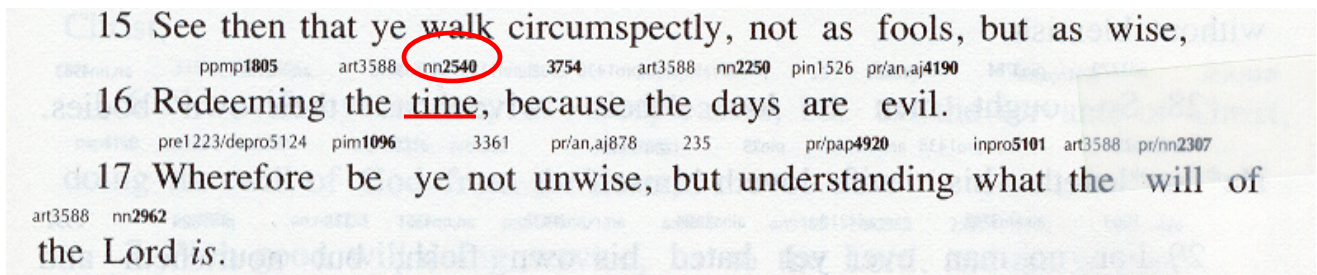 15 See then that ye walk circumspectly, not as fools, but as wise,
ppmp1805 art3588 nn2540 3754 art3588 nn2250 pin1526 pr/an,aj4190
16 Redeeming the time, because the days are evil.
pre1223/depro5124 pim1096 3361 pr/an,aj878 235 pr/pap4920 inpro5101 art3588 pr/nn2307
17 Wherefore be ye not unwise, but understanding what the will of
art3588 nn2962
the Lord is.